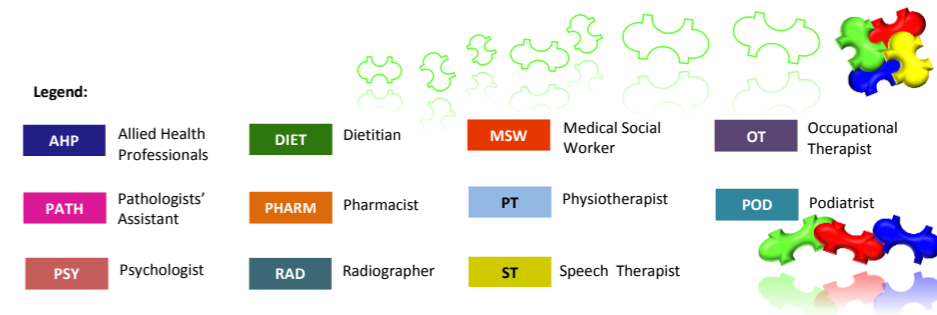 Legend:
AHP Allied Health
Professionals
DIET Dietitian
MSW Medical Social
Worker
OT Occupational
Therapist
PATH Pathologists'
Assistant
PHARM Pharmacist
PT Physiotherapist
POD Podiatrist
PSY Psychologist
RAD Radiographer
ST Speech Therapist